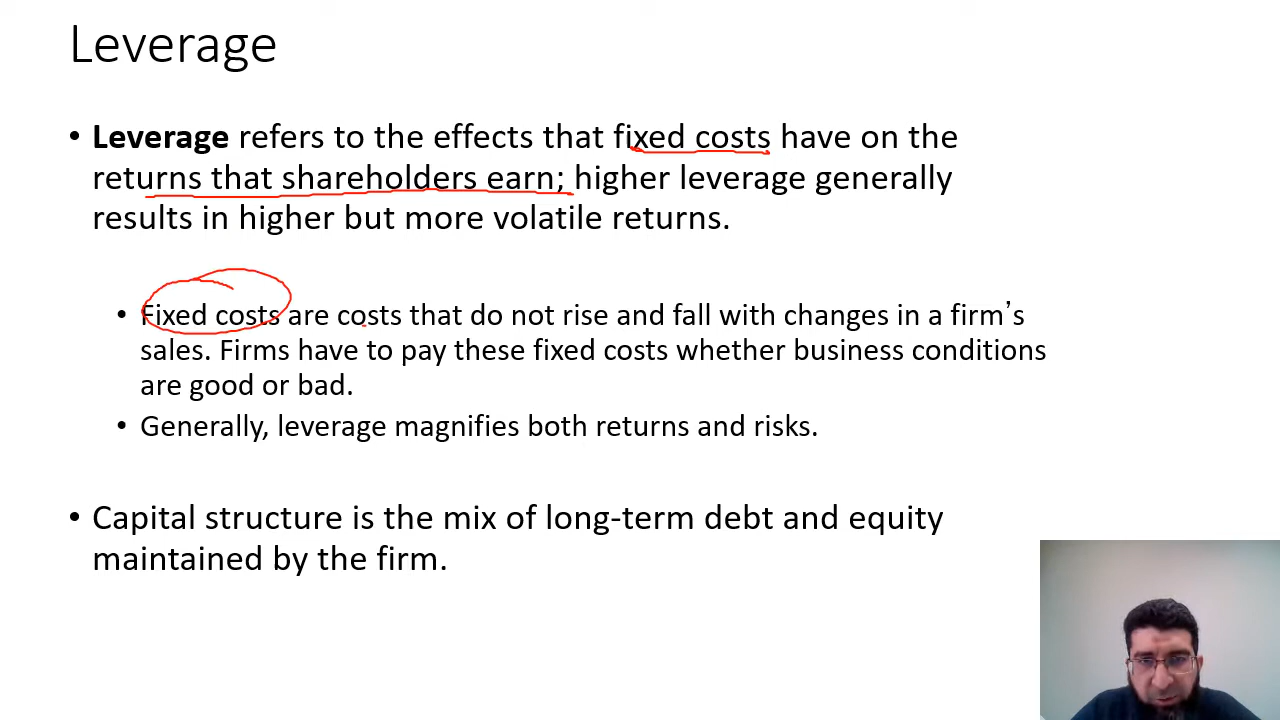 Leverage
• Leverage refers to the effects that fixed costs have on the
returns that shareholders earn; higher leverage generally
results in higher but more volatile returns.
• Fixed costs are costs that do not rise and fall with changes in a firm’s
sales. Firms have to pay these fixed costs whether business conditions
are good or bad.
• Generally, leverage magnifies both returns and risks.
• Capital structure is the mix of long-term debt and equity
maintained by the firm.